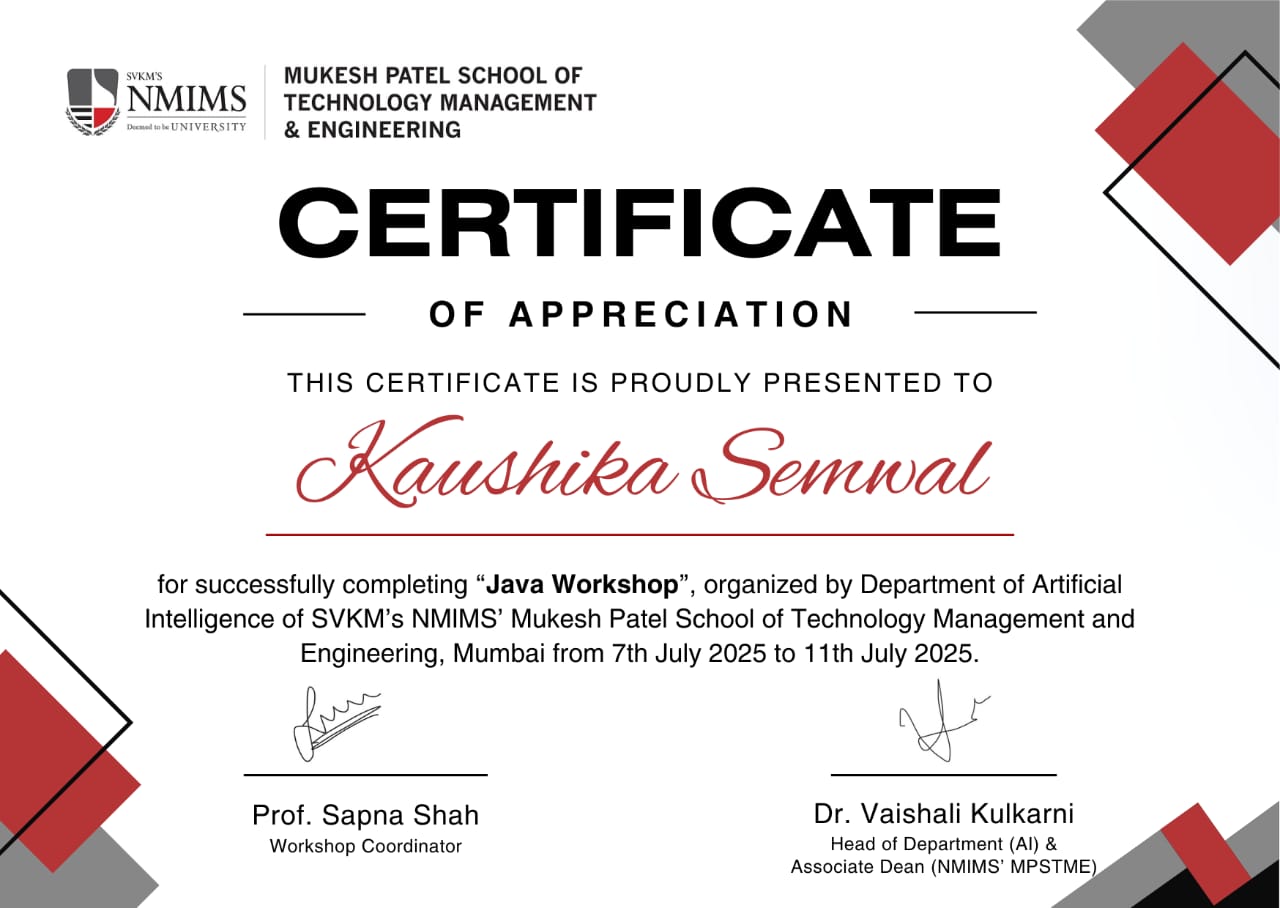 SVKM'S
NMIMS
Deemed to be UNIVERSITY
MUKESH PATEL SCHOOL OF
TECHNOLOGY MANAGEMENT
& ENGINEERING
CERTIFICATE
OF APPRECIATION
THIS CERTIFICATE IS PROUDLY PRESENTED TO
Kaushika Semwal
for successfully completing “Java Workshop”, organized by Department of Artificial
Intelligence of SVKM’s NMIMS’ Mukesh Patel School of Technology Management and
Engineering, Mumbai from 7th July 2025 to 11th July 2025.
Prof. Sapna Shah
Workshop Coordinator
Dr. Vaishali Kulkarni
Head of Department (AI) &
Associate Dean (NMIMS’ MPSTME)